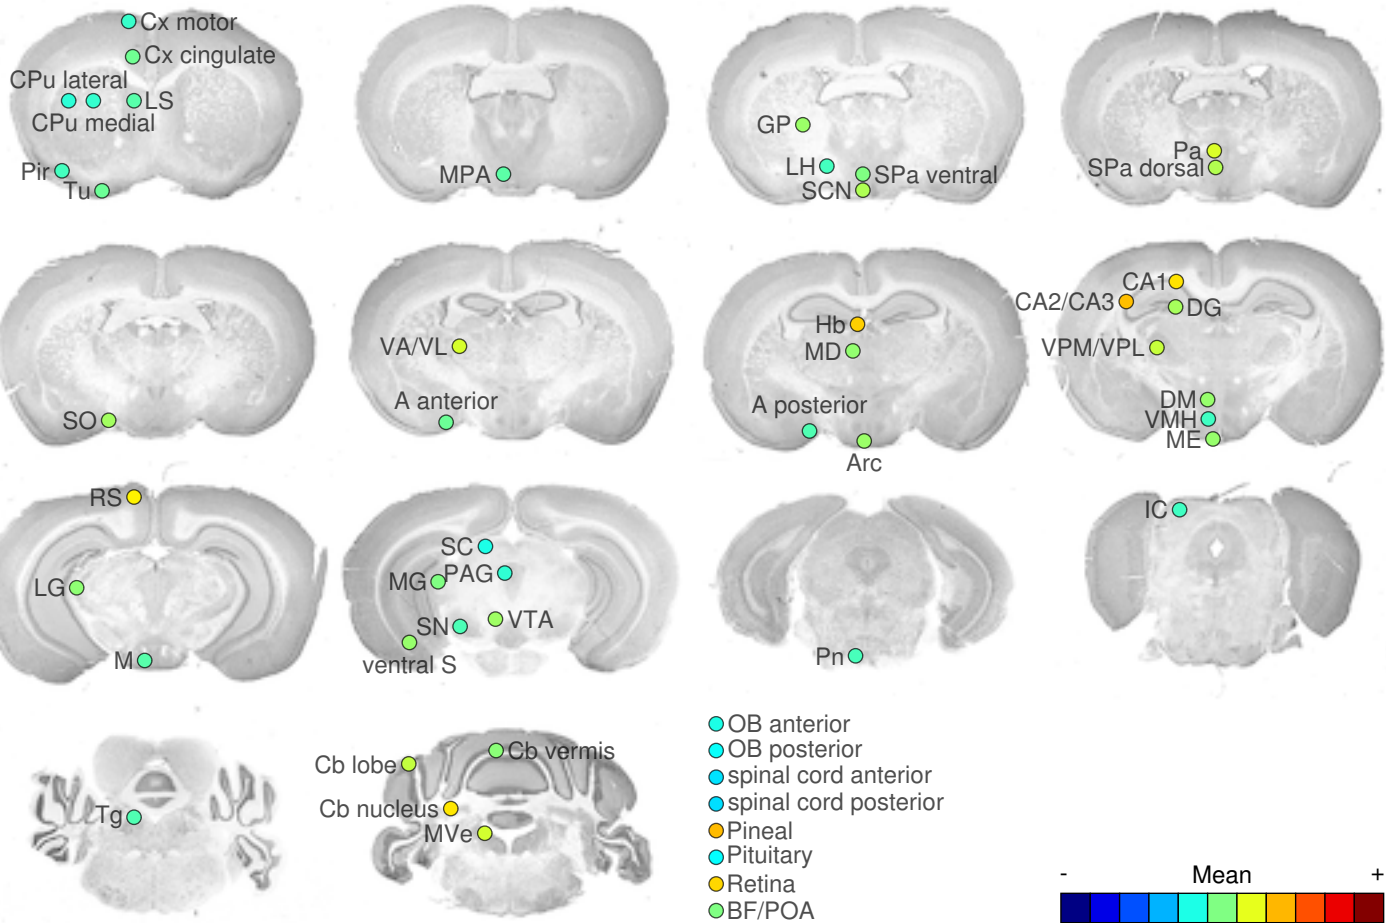 Cx motor
Cx cingulate
CPu lateral
LS
CPu medial
Pir
Tu
MPA
GP
LH
SPa ventral
SCN
Pa
SPa dorsal
SO
VA/VL
A anterior
Hb
MD
A posterior
Arc
CA1
CA2/CA3
DG
VPM/VPL
DM
VMH
ME
RS
LG
M
SC
MG
PAG
SN
VTA
ventral S
Pn
IC
Tg
Cb vermis
Cb lobe
Cb nucleus
MVe
OB anterior
OB posterior
spinal cord anterior
spinal cord posterior
Pineal
Pituitary
Retina
BF/POA
- Mean +